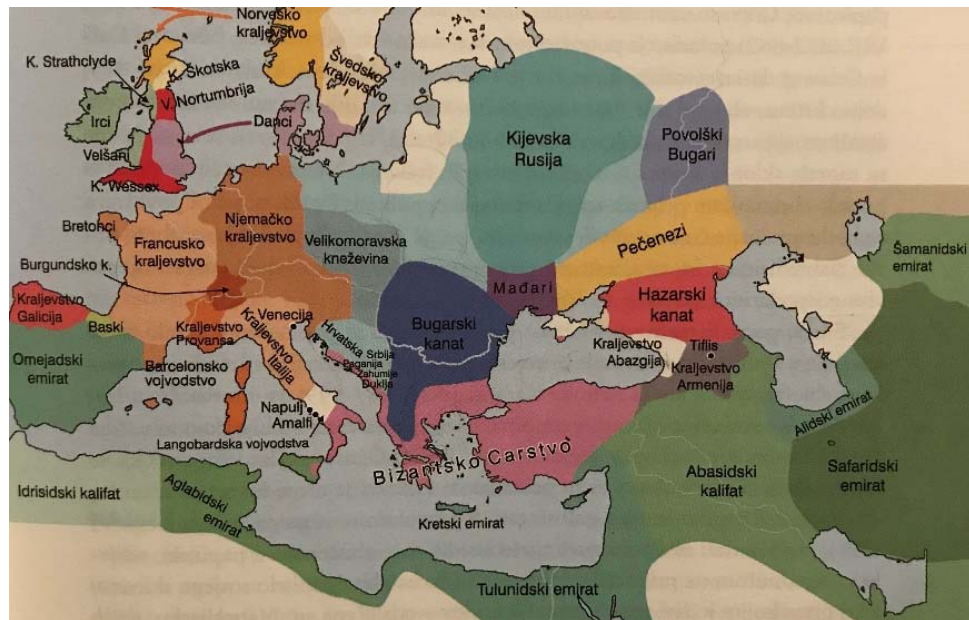 Norveško
kraljevstvo
Švedsko
kraljevstvo
K. Strathclyde
K. Škotska
V. Nortumbrija
Irci
Danci
Velšani
K. Wessex
Kijevska
Rusija
Povolški
Bugari
Bretonci
Francusko
kraljevstvo
Njemačko
kraljevstvo
Velikomoravska
kneževina
Burgundsko k.
Pečenezi
Šamanidski
emirat
Mađari
Hazarski
kanat
Kraljevstvo
Galicija
Baski
Kraljevstvo
Provansa
Kraljevstvo
Italija
Venecija
Hrvatska
Srbija
Paganija
Zahumlje
Duklja
Bugarski
kanat
Kraljevstvo
Abazgija
Tiflis
Kraljevstvo
Armenija
Omejadski
emirat
Barcelonsko
vojvodstvo
Napulj
Amalfi
Langobardska vojvodstva
Bizantsko Carstvo
Alidski emirat
Idrisidski kalifat
Aglabidski
emirat
Kretski emirat
Abasidski
kalifat
Safaridski
emirat
Tulunidski emirat